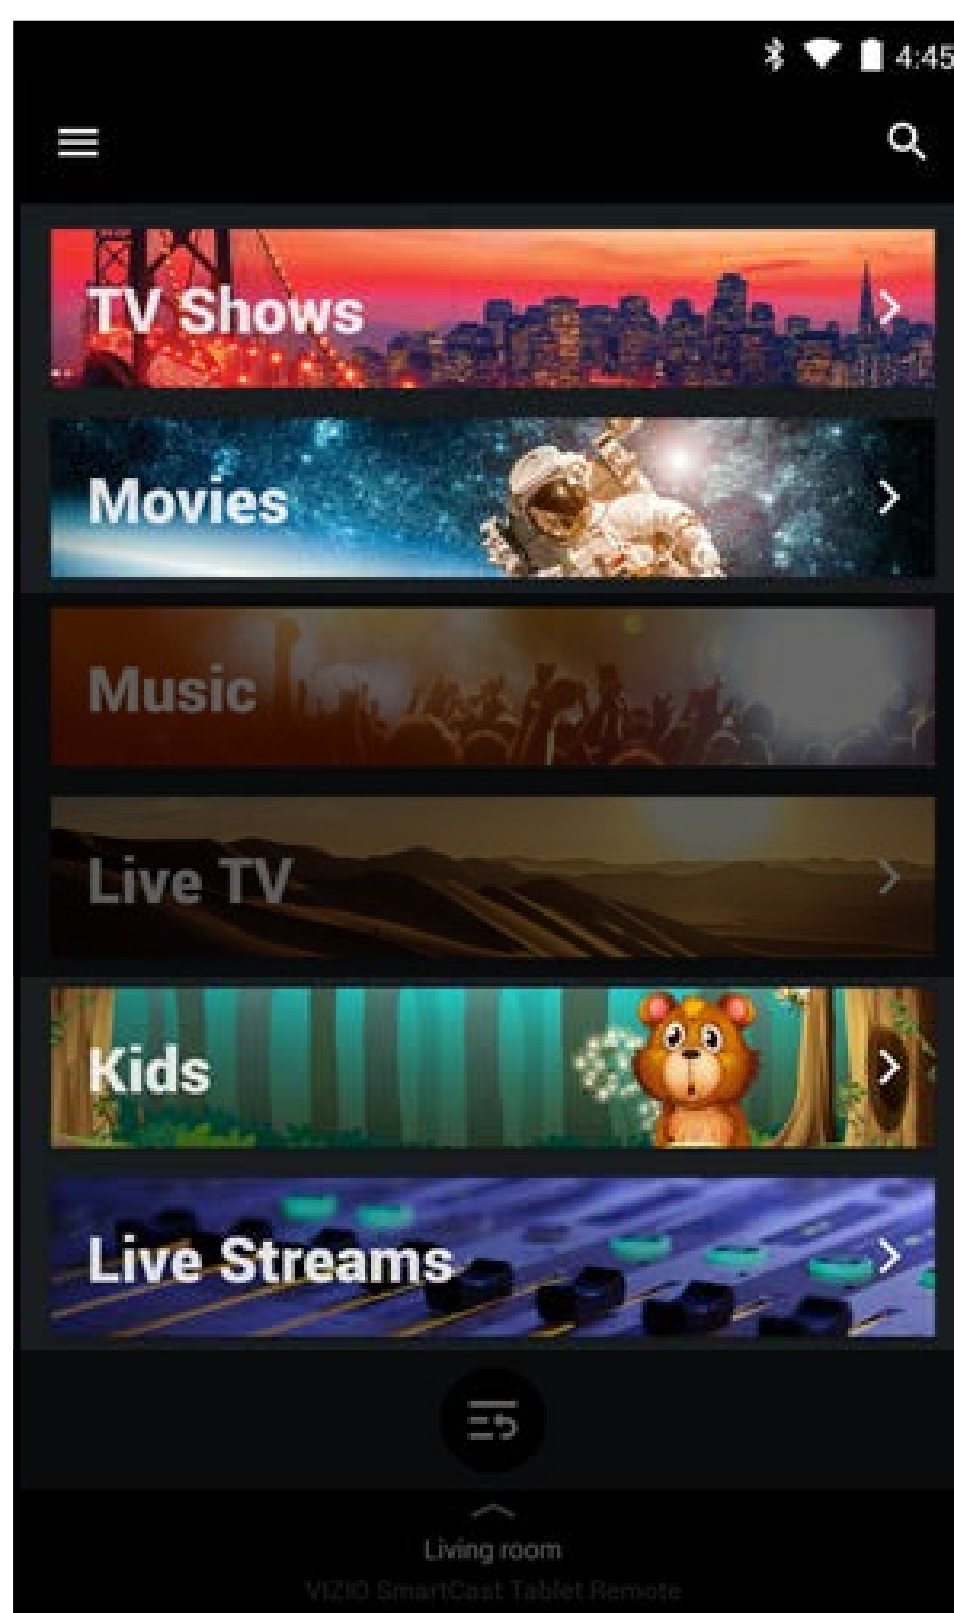 4:45
TV Shows
Movies
Music
Live TV
Kids
Live Streams
Living room
VIZIO SmartCast Tablet Remote